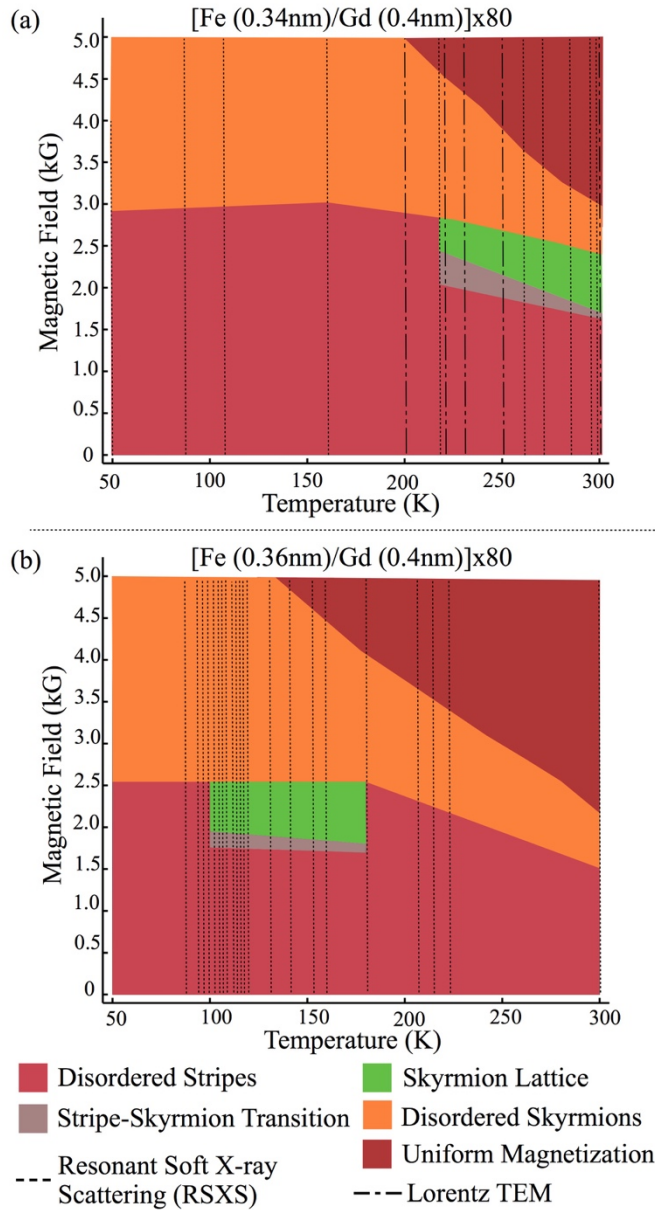 (a)
[Fe (0.34nm)/Gd (0.4nm)]x80
5.0
4.5
4.0
3.5
3.0
2.5
2.0
1.5
1.0
0.5
0
Magnetic Field (kG)
50
100
150
200
250
300
Temperature (K)
(b)
[Fe (0.36nm)/Gd (0.4nm)]x80
5.0
4.5
4.0
3.5
3.0
2.5
2.0
1.5
1.0
0.5
0
Magnetic Field (kG)
50
100
150
200
250
300
Temperature (K)
Disordered Stripes
Skyrmion Lattice
Stripe-Skyrmion Transition
Disordered Skyrmions
Uniform Magnetization
Resonant Soft X-ray
Scattering (RSXS)
Lorentz TEM